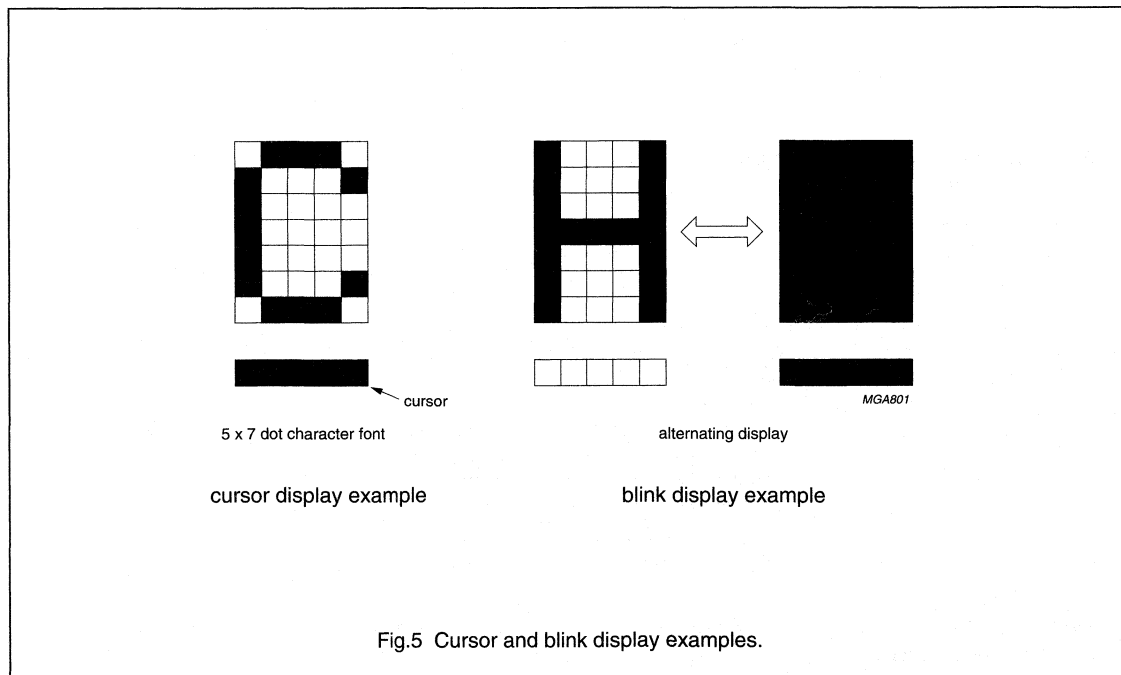 cursor
MGA801
5 x 7 dot character font
alternating display
cursor display example
blink display example
Fig.5 Cursor and blink display examples.